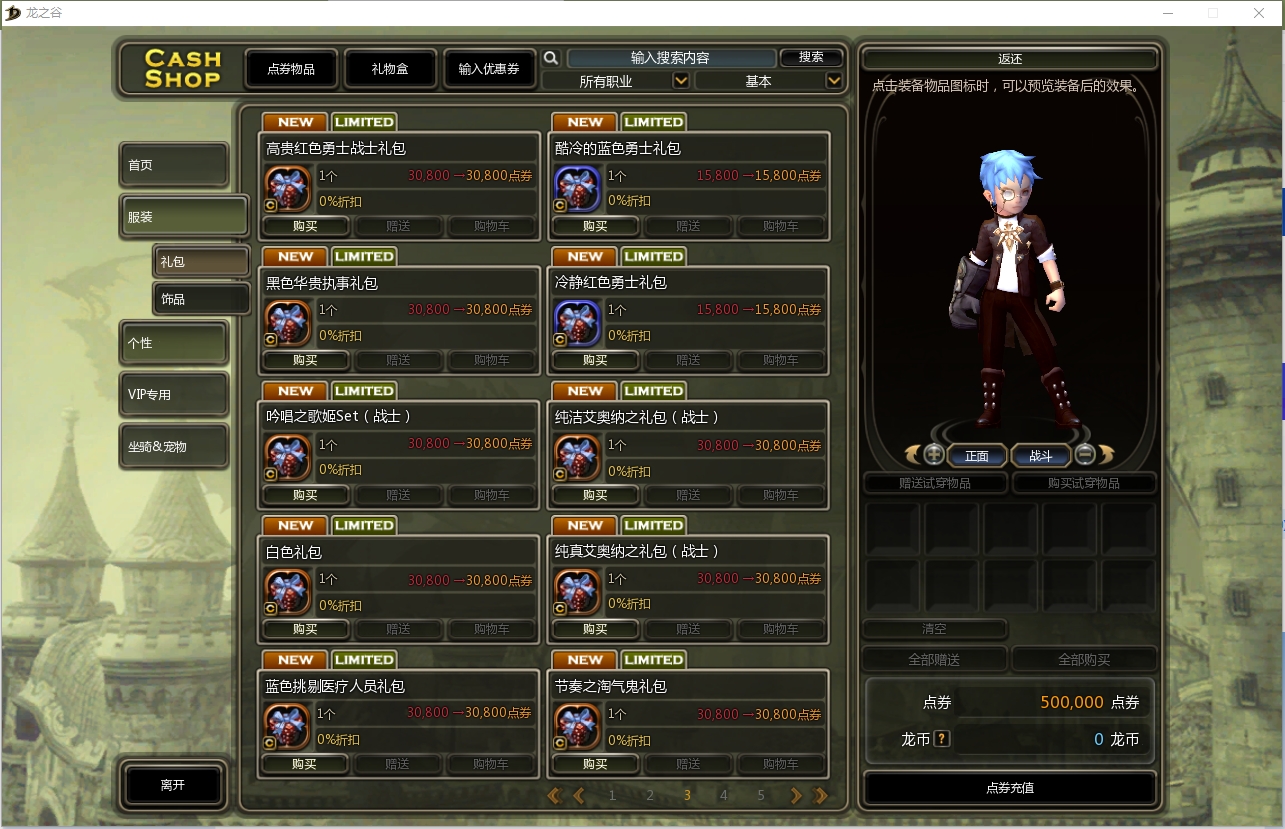 龙之谷
CASH SHOP
点券物品
礼物盒
输入优惠券
输入搜索内容
搜索
所有职业
基本
首页
服装
礼包
饰品
个性
VIP专用
坐骑&宠物
离开
NEW LIMITED
高贵红色勇士战士礼包
1个 30,800→30,800点券
0%折扣
购买 赠送 购物车
NEW LIMITED
酷冷的蓝色勇士礼包
1个 15,800→15,800点券
0%折扣
购买 赠送 购物车
NEW LIMITED
黑色华贵执事礼包
1个 30,800→30,800点券
0%折扣
购买 赠送 购物车
NEW LIMITED
冷静红色勇士礼包
1个 15,800→15,800点券
0%折扣
购买 赠送 购物车
NEW LIMITED
吟唱之歌姬Set（战士）
1个 30,800→30,800点券
0%折扣
购买 赠送 购物车
NEW LIMITED
纯洁艾奥纳之礼包（战士）
1个 30,800→30,800点券
0%折扣
购买 赠送 购物车
NEW LIMITED
白色礼包
1个 30,800→30,800点券
0%折扣
购买 赠送 购物车
NEW LIMITED
纯真艾奥纳之礼包（战士）
1个 30,800→30,800点券
0%折扣
购买 赠送 购物车
NEW LIMITED
蓝色挑剔医疗人员礼包
1个 30,800→30,800点券
0%折扣
购买 赠送 购物车
NEW LIMITED
节奏之淘气鬼礼包
1个 30,800→30,800点券
0%折扣
购买 赠送 购物车
1 2 3 4 5
返还
点击装备物品图标时，可以预览装备后的效果。
正面 战斗
赠送试穿物品 购买试穿物品
清空
全部赠送 全部购买
点券 500,000 点券
龙币 ? 0 龙币
点券充值